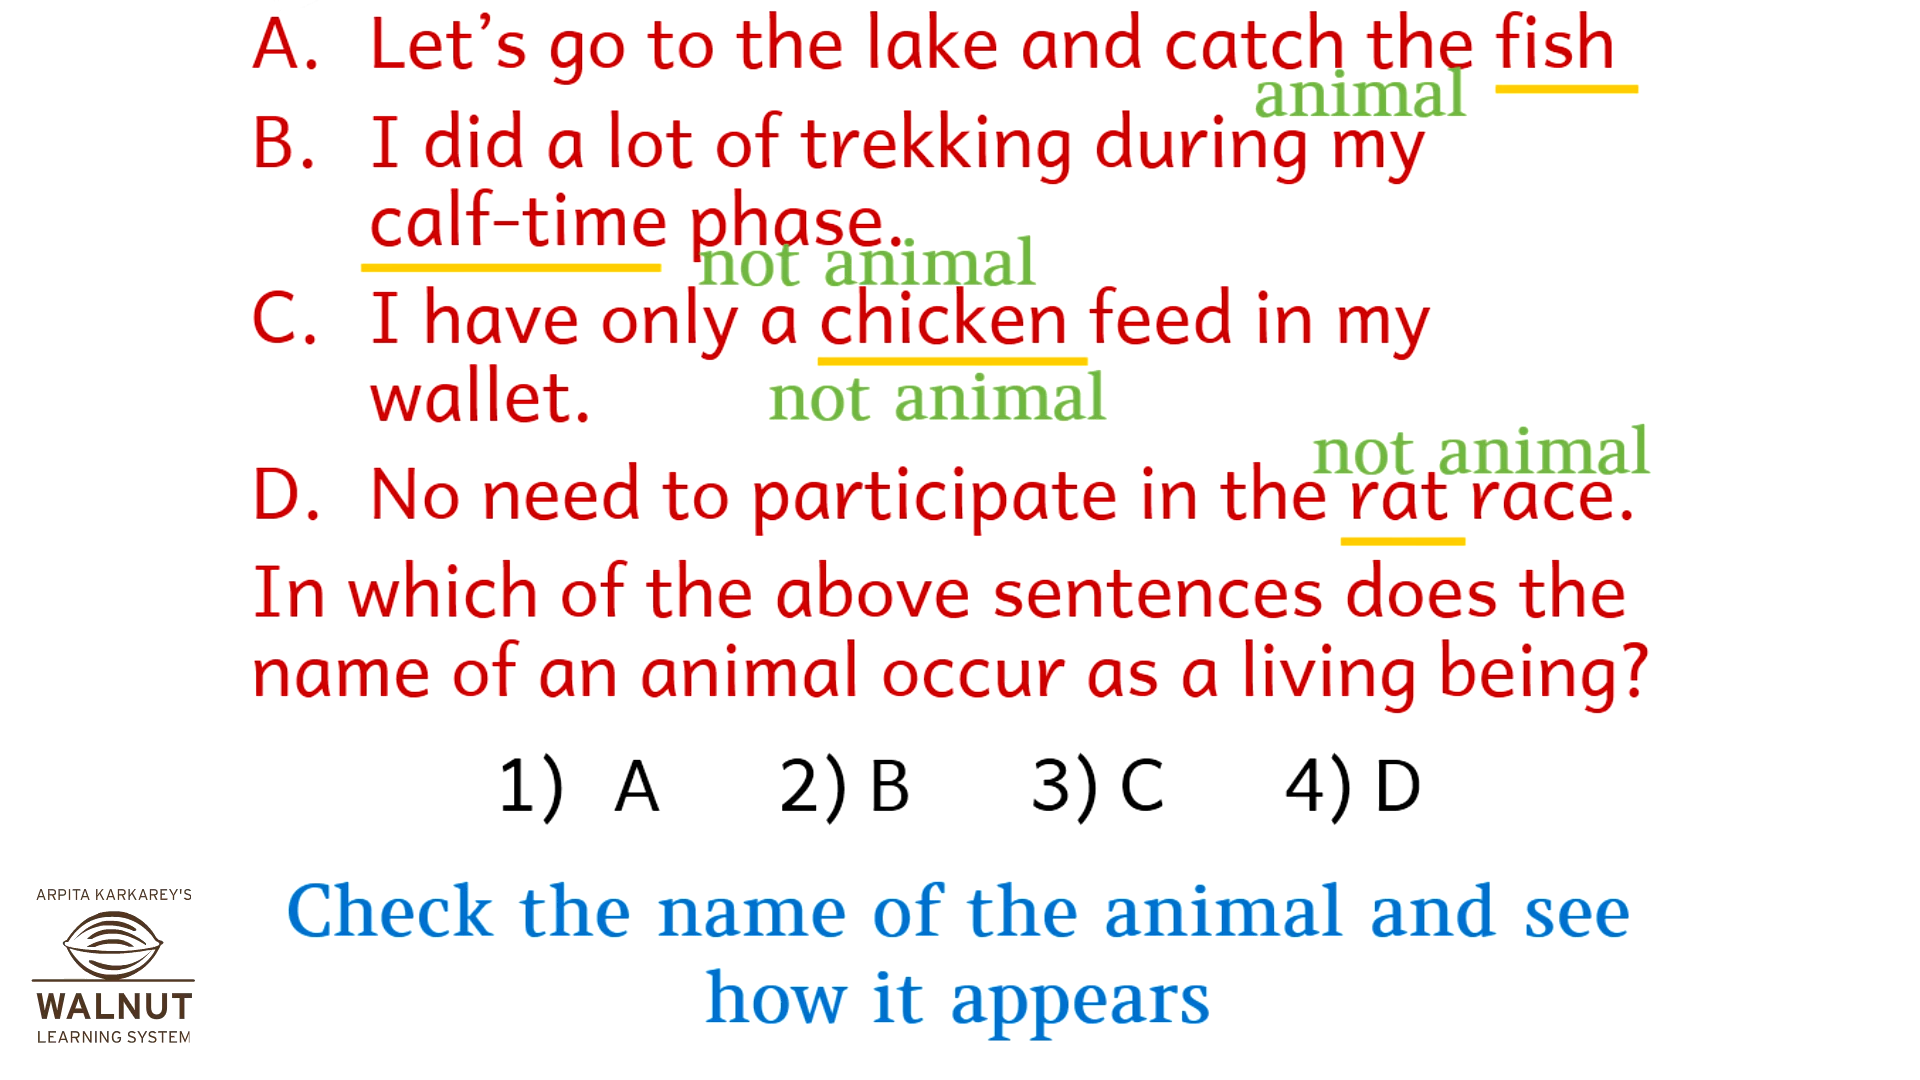 A. Let’s go to the lake and catch the fish
animal
B. I did a lot of trekking during my
calf-time phase.
not animal
C. I have only a chicken feed in my
wallet.
not animal
not animal
D. No need to participate in the rat race.
In which of the above sentences does the
name of an animal occur as a living being?
1) A 2) B 3) C 4) D
Check the name of the animal and see
how it appears
ARPITA KARKAREY'S
WALNUT
LEARNING SYSTEM